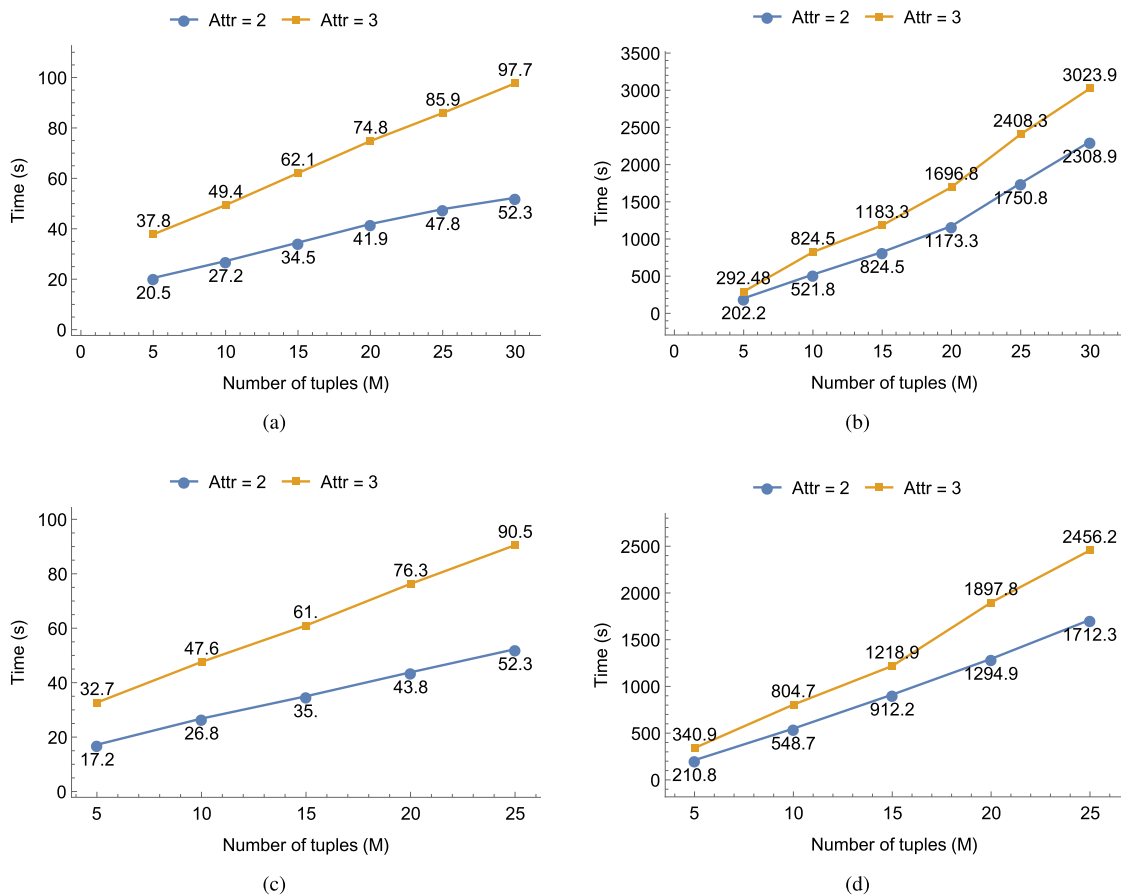 Attr = 2 Attr = 3
100
80
60
40
20
0
Time (s)
37.8 49.4 62.1 74.8 85.9 97.7
20.5 27.2 34.5 41.9 47.8 52.3
0 5 10 15 20 25 30
Number of tuples (M)
(a)
Attr = 2 Attr = 3
3500
3000
2500
2000
1500
1000
500
0
Time (s)
292.48 824.5 1183.3 1696.8 2408.3 3023.9
202.2 521.8 824.5 1173.3 1750.8 2308.9
0 5 10 15 20 25 30
Number of tuples (M)
(b)
Attr = 2 Attr = 3
100
80
60
40
20
0
Time (s)
32.7 47.6 61. 76.3 90.5
17.2 26.8 35. 43.8 52.3
5 10 15 20 25
Number of tuples (M)
(c)
Attr = 2 Attr = 3
2500
2000
1500
1000
500
0
Time (s)
340.9 804.7 1218.9 1897.8 2456.2
210.8 548.7 912.2 1294.9 1712.3
5 10 15 20 25
Number of tuples (M)
(d)